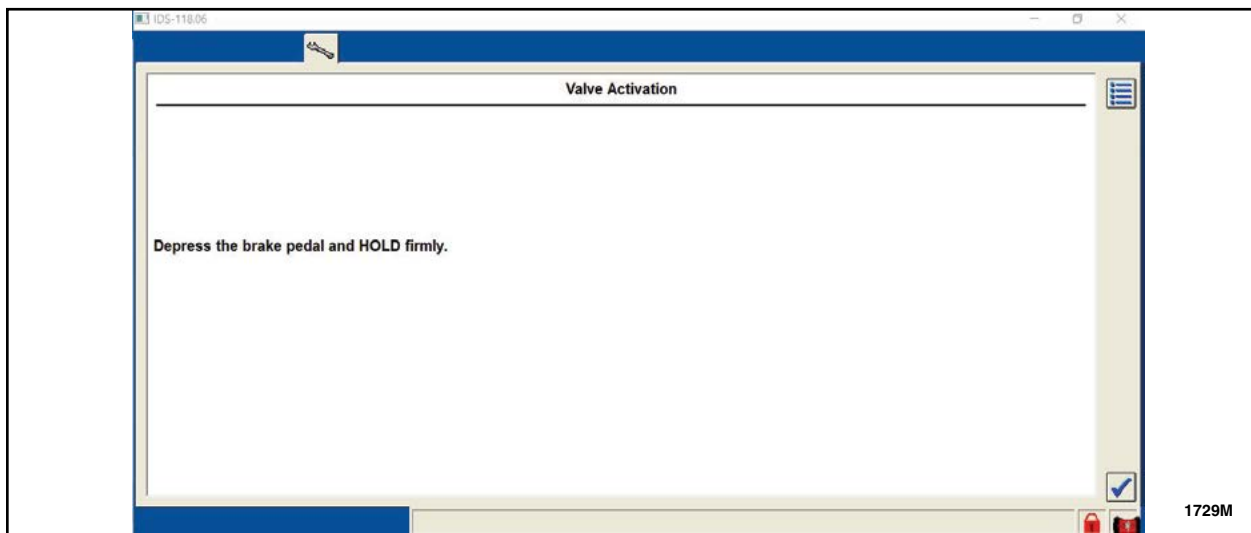 IDS-118.06
Valve Activation
Depress the brake pedal and HOLD firmly.
1729M